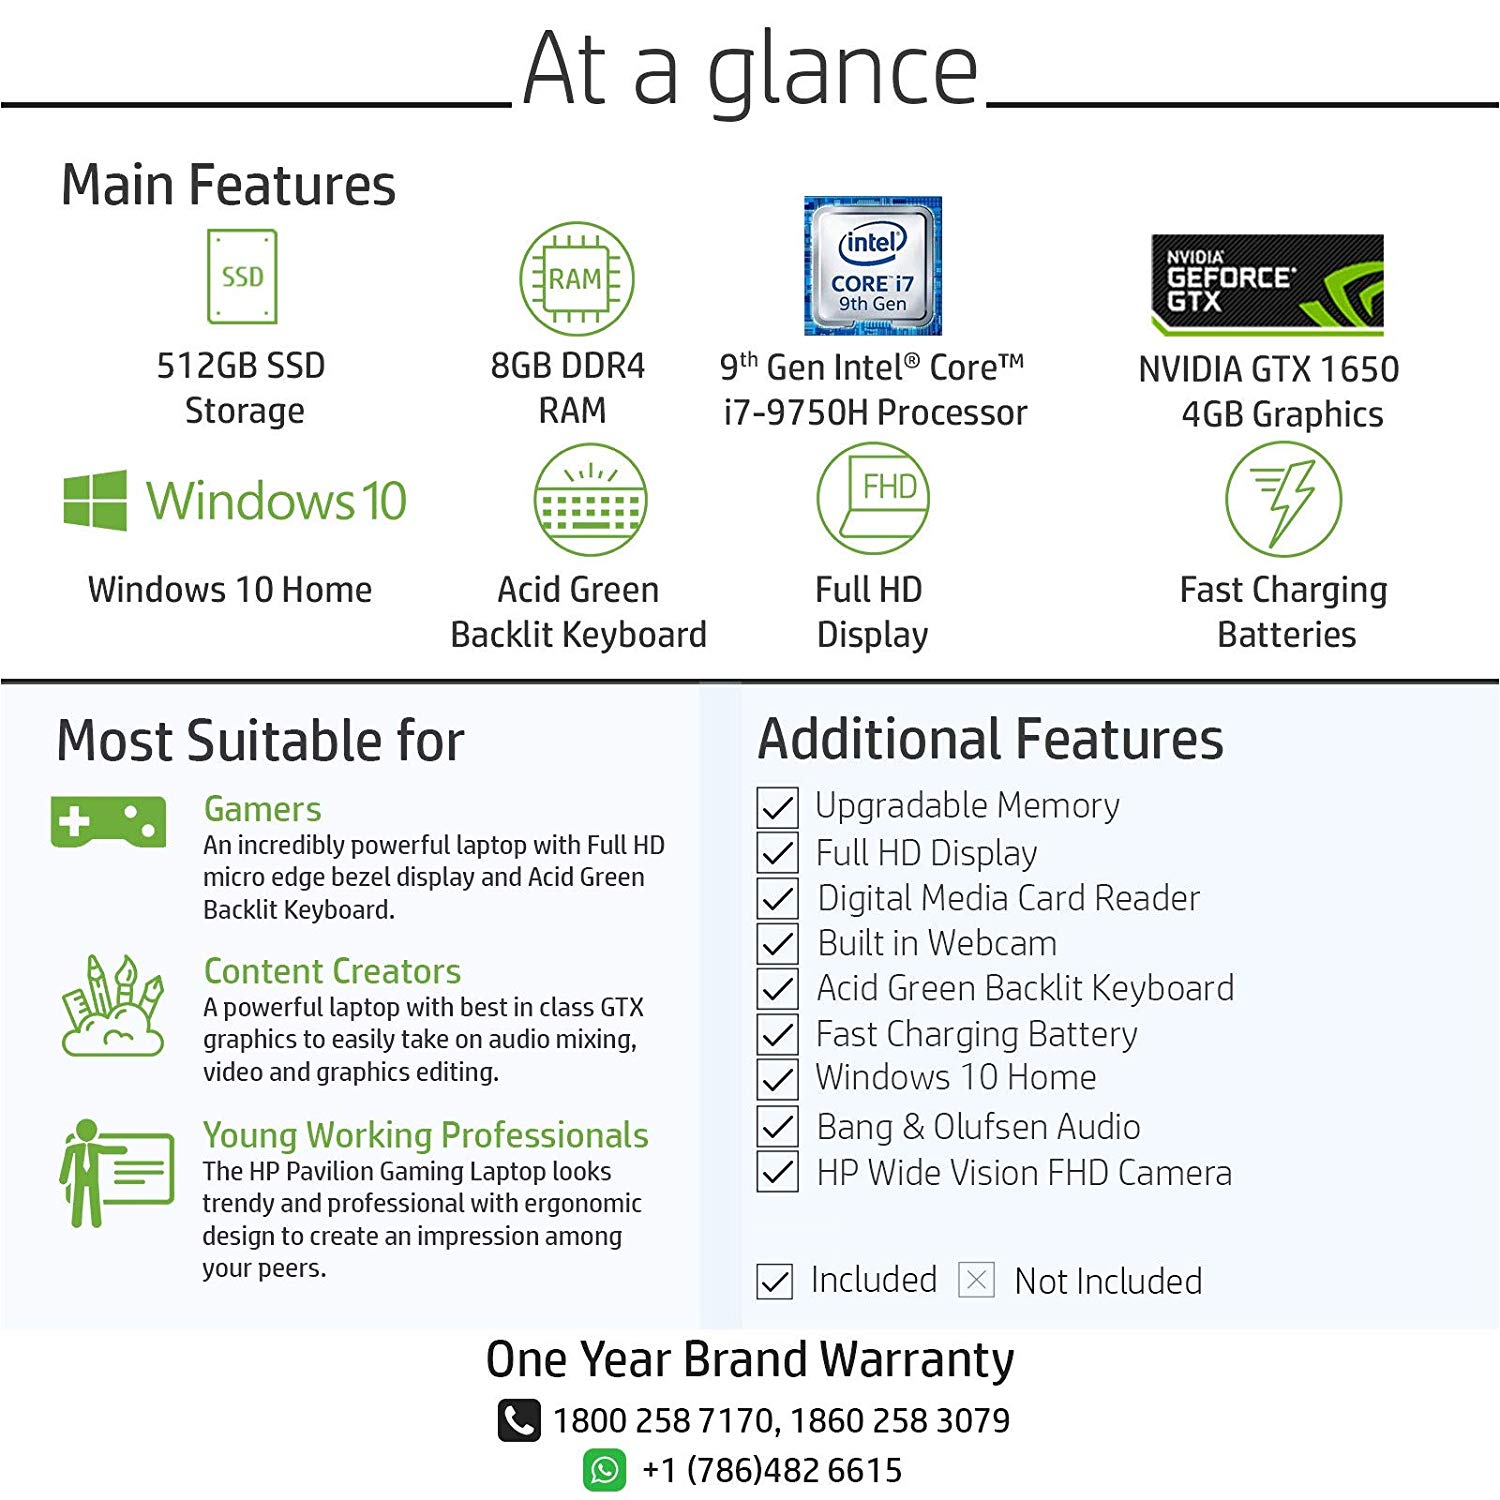 At a glance
Main Features
SSD
RAM
intel
CORE™ i7
9th Gen
NVIDIA
GEFORCE
GTX
512GB SSD
Storage
8GB DDR4
RAM
9th Gen Intel® Core™
i7-9750H Processor
NVIDIA GTX 1650
4GB Graphics
Windows 10
FHD
Windows 10 Home
Acid Green
Backlit Keyboard
Full HD
Display
Fast Charging
Batteries
Most Suitable for
Gamers
An incredibly powerful laptop with Full HD
micro edge bezel display and Acid Green
Backlit Keyboard.
Content Creators
A powerful laptop with best in class GTX
graphics to easily take on audio mixing,
video and graphics editing.
Young Working Professionals
The HP Pavilion Gaming Laptop looks
trendy and professional with ergonomic
design to create an impression among
your peers.
Additional Features
Upgradable Memory
Full HD Display
Digital Media Card Reader
Built in Webcam
Acid Green Backlit Keyboard
Fast Charging Battery
Windows 10 Home
Bang & Olufsen Audio
HP Wide Vision FHD Camera
Included
Not Included
One Year Brand Warranty
1800 258 7170, 1860 258 3079
+1 (786)482 6615